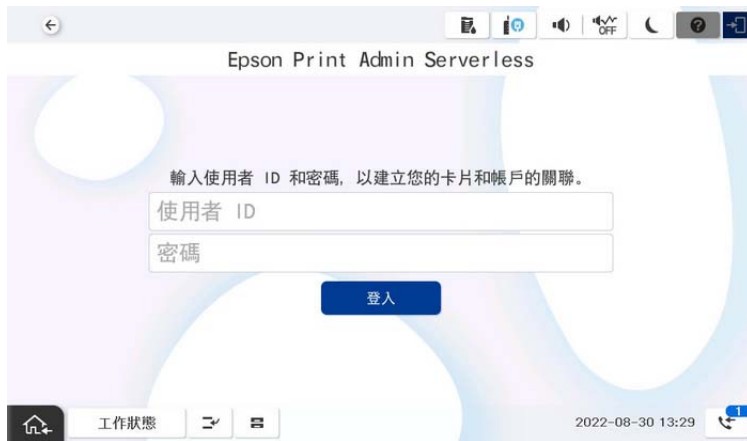 OFF
Epson Print Admin Serverless
輸入使用者 ID 和密碼, 以建立您的卡片和帳戶的關聯。
使用者 ID
密碼
登入
工作狀態
2022-08-30 13:29
1